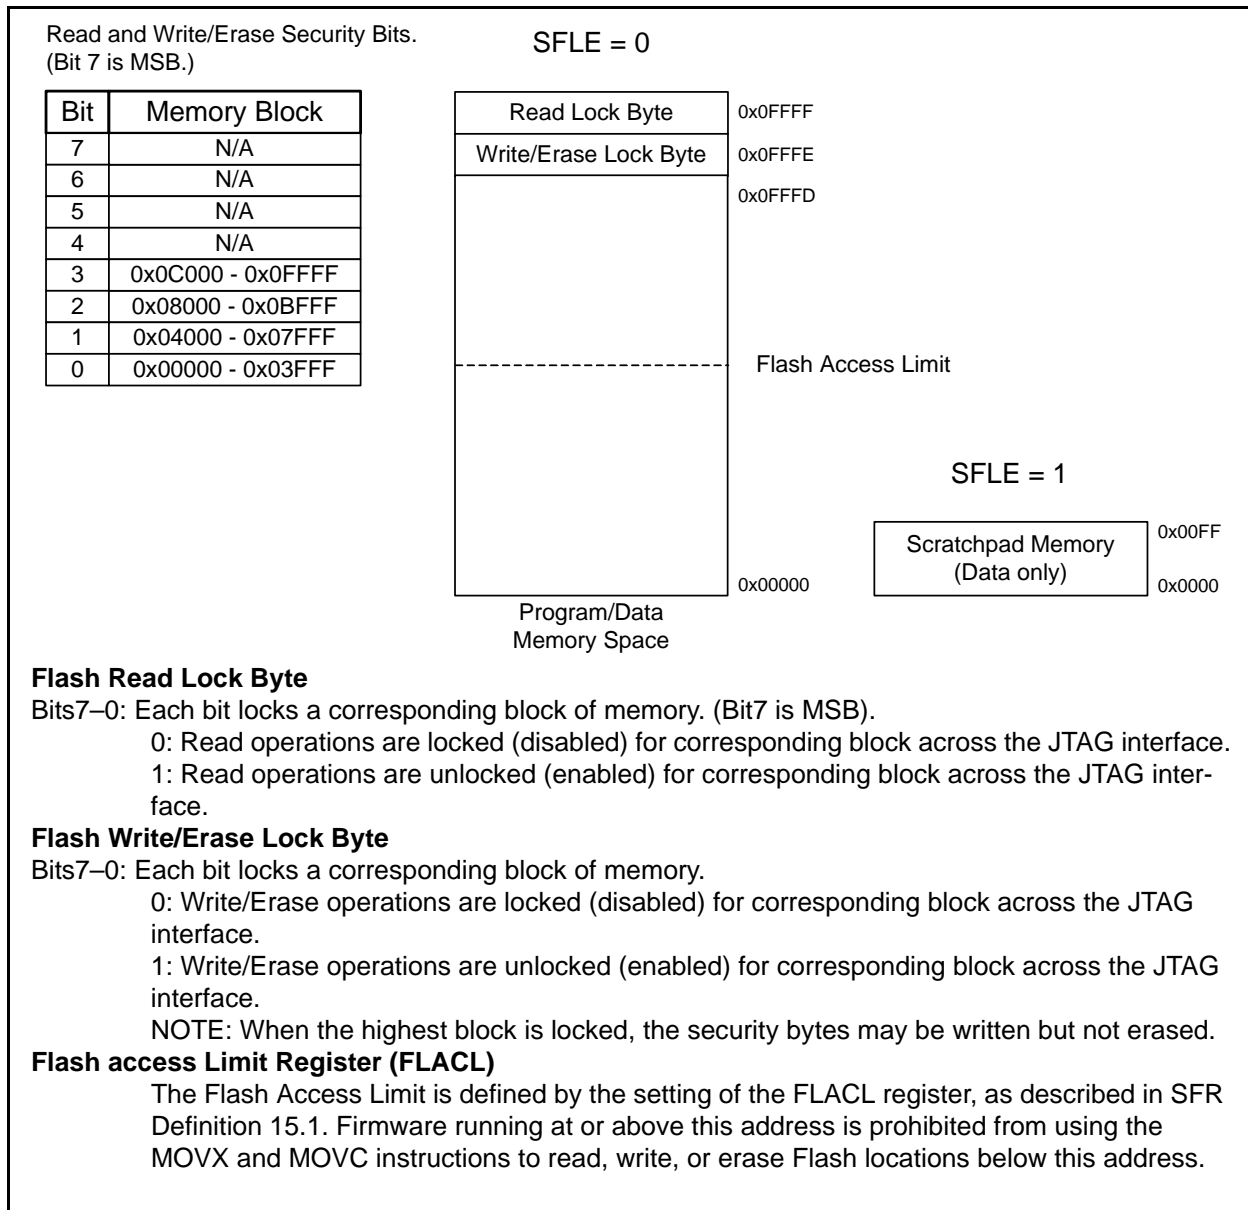 Read and Write/Erase Security Bits.
(Bit 7 is MSB.)
SFLE = 0
Bit Memory Block
7 N/A
6 N/A
5 N/A
4 N/A
3 0x0C000 - 0x0FFFF
2 0x08000 - 0x0BFFF
1 0x04000 - 0x07FFF
0 0x00000 - 0x03FFF
Read Lock Byte 0x0FFFF
Write/Erase Lock Byte 0x0FFFE
0x0FFFD
Flash Access Limit
0x00000
Program/Data
Memory Space
SFLE = 1
Scratchpad Memory
(Data only)
0x00FF
0x0000
Flash Read Lock Byte
Bits7–0: Each bit locks a corresponding block of memory. (Bit7 is MSB).
0: Read operations are locked (disabled) for corresponding block across the JTAG interface.
1: Read operations are unlocked (enabled) for corresponding block across the JTAG inter-
face.
Flash Write/Erase Lock Byte
Bits7–0: Each bit locks a corresponding block of memory.
0: Write/Erase operations are locked (disabled) for corresponding block across the JTAG
interface.
1: Write/Erase operations are unlocked (enabled) for corresponding block across the JTAG
interface.
NOTE: When the highest block is locked, the security bytes may be written but not erased.
Flash access Limit Register (FLACL)
The Flash Access Limit is defined by the setting of the FLACL register, as described in SFR
Definition 15.1. Firmware running at or above this address is prohibited from using the
MOVX and MOVC instructions to read, write, or erase Flash locations below this address.